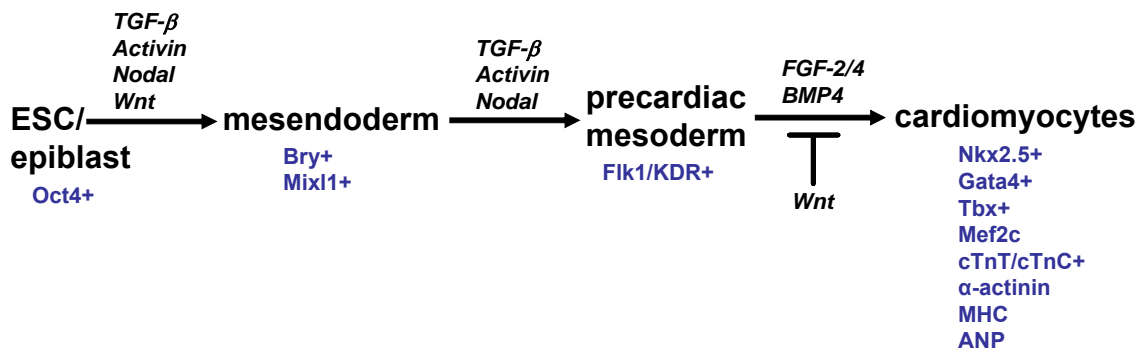 TGF-β
Activin
Nodal
Wnt
TGF-β
Activin
Nodal
FGF-2/4
BMP4
ESC/
epiblast
Oct4+
mesendoderm
Bry+
Mixl1+
precardiac
mesoderm
Flk1/KDR+
Wnt
cardiomyocytes
Nkx2.5+
Gata4+
Tbx+
Mef2c
cTnT/cTnC+
α-actinin
MHC
ANP